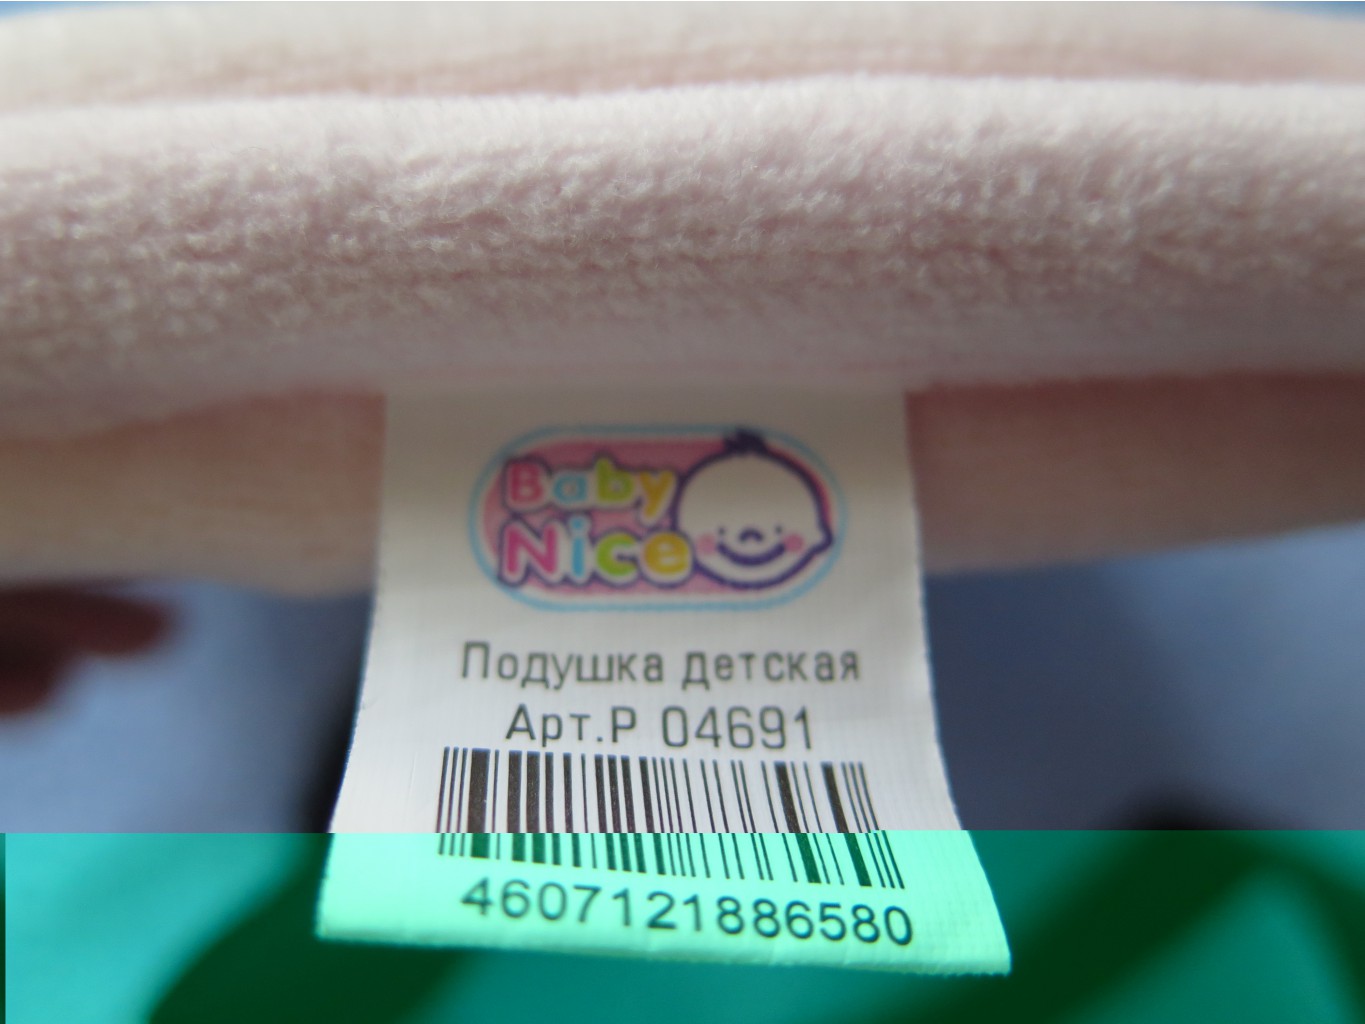 Baby
Nice
Подушка детская
Арт.Р 04691
4607121886580